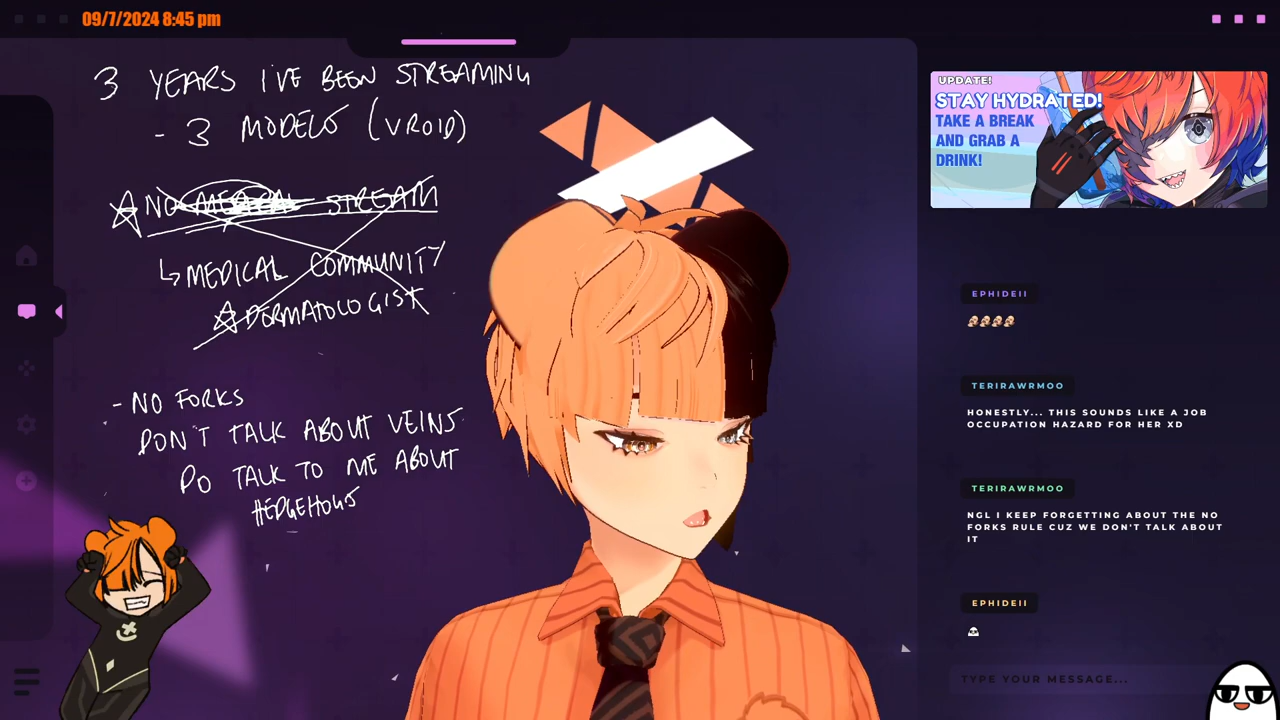 09/7/2024 8:45 pm
3 YEARS I'VE BEEN STREAMING
- 3 MODELS (VROID)
NO MEDICAL STREAM
↳ MEDICAL COMMUNITY
DERMATOLOGIST
- NO FORKS
DON'T TALK ABOUT VEINS
DO TALK TO ME ABOUT
HEDGEHOGS
UPDATE!
STAY HYDRATED!
TAKE A BREAK
AND GRAB A
DRINK!
EPHIDEII
TERIRAWRMOO
HONESTLY... THIS SOUNDS LIKE A JOB
OCCUPATION HAZARD FOR HER XD
TERIRAWRMOO
NGL I KEEP FORGETTING ABOUT THE NO
FORKS RULE CUZ WE DON'T TALK ABOUT
IT
EPHIDEII
TYPE YOUR MESSAGE...